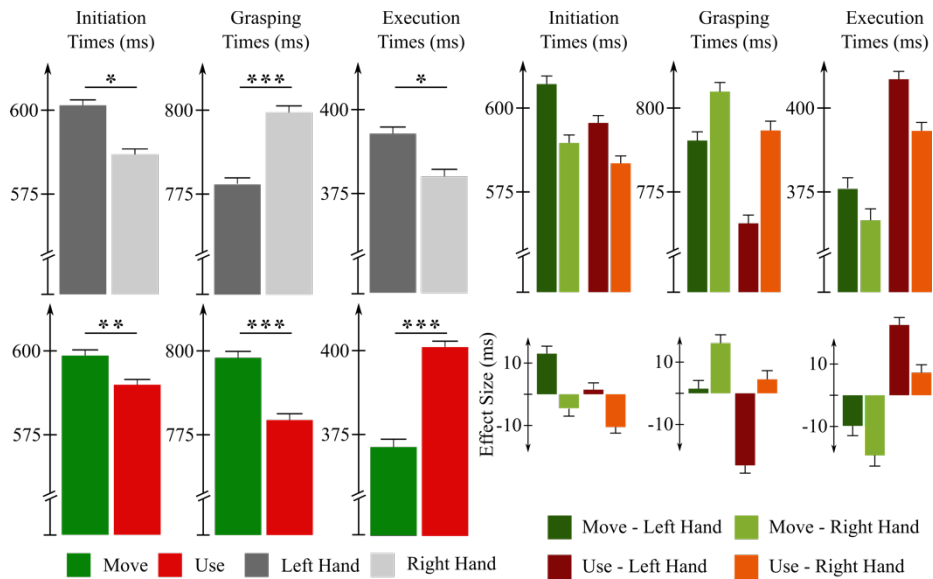 Initiation
Times (ms)
Grasping
Times (ms)
Execution
Times (ms)
Initiation
Times (ms)
Grasping
Times (ms)
Execution
Times (ms)
*
***
*
600
575
800
775
400
375
600
575
800
775
400
375
**
***
***
600
575
800
775
400
375
Effect Size (ms)
10
-10
10
-10
10
-10
Move
Use
Left Hand
Right Hand
Move - Left Hand
Move - Right Hand
Use - Left Hand
Use - Right Hand